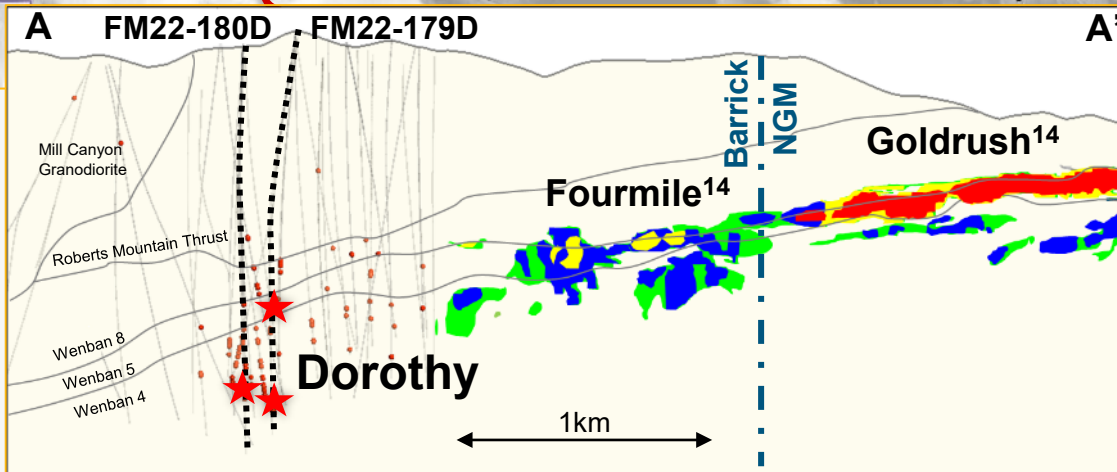 A
FM22-180D
FM22-179D
A'
Mill Canyon
Granodiorite
Barrick
NGM
Goldrush¹⁴
Fourmile¹⁴
Roberts Mountain Thrust
Wenban 8
Wenban 5
Wenban 4
Dorothy
1km